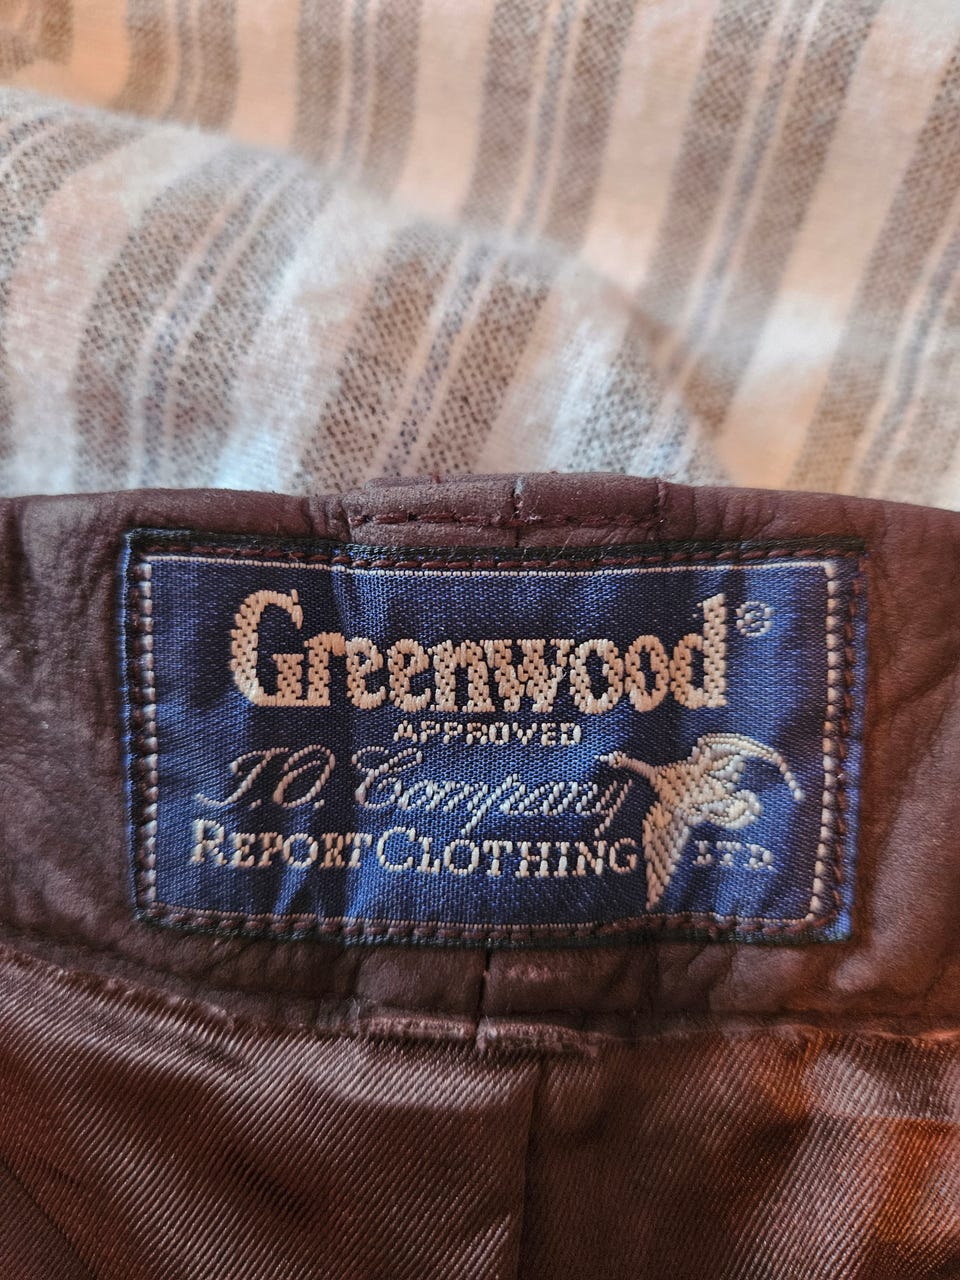 Greenwood®
APPROVED
J.O. Company
REPORT CLOTHING LTD